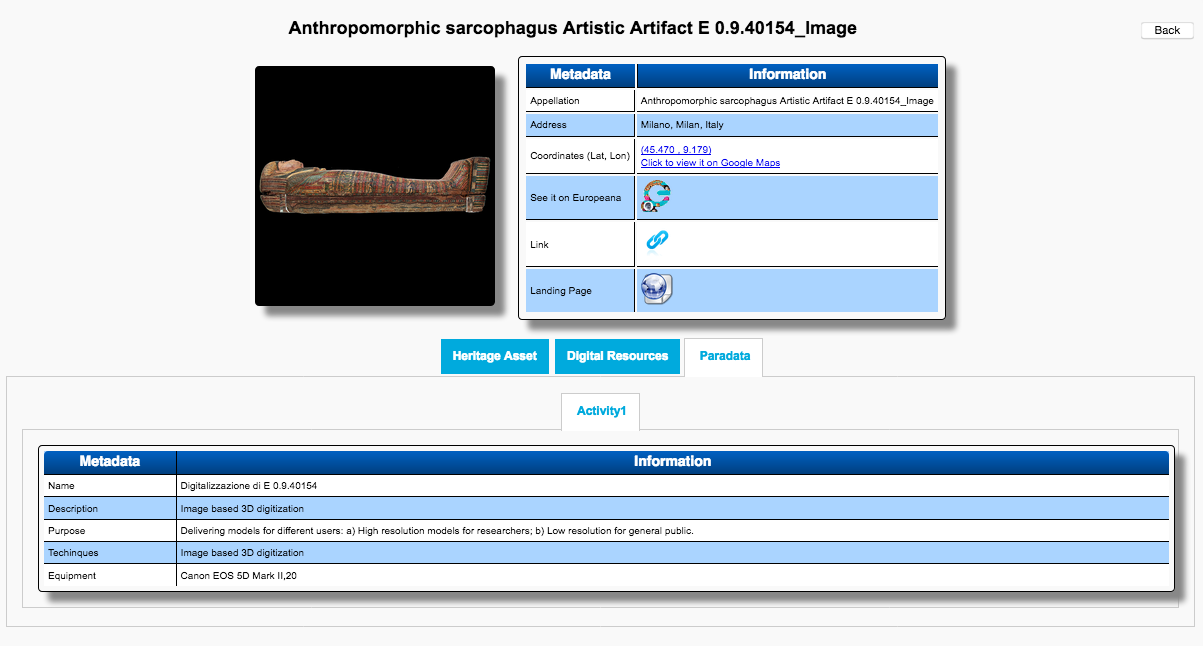 Anthropomorphic sarcophagus Artistic Artifact E 0.9.40154_Image
Back
Metadata Information
Appellation Anthropomorphic sarcophagus Artistic Artifact E 0.9.40154_Image
Address Milano, Milan, Italy
Coordinates (Lat, Lon) (45.470 , 9.179)
Click to view it on Google Maps
See it on Europeana
Link
Landing Page
Heritage Asset Digital Resources Paradata
Activity1
Metadata Information
Name Digitalizzazione di E 0.9.40154
Description Image based 3D digitization
Purpose Delivering models for different users: a) High resolution models for researchers; b) Low resolution for general public.
Techinques Image based 3D digitization
Equipment Canon EOS 5D Mark II,20